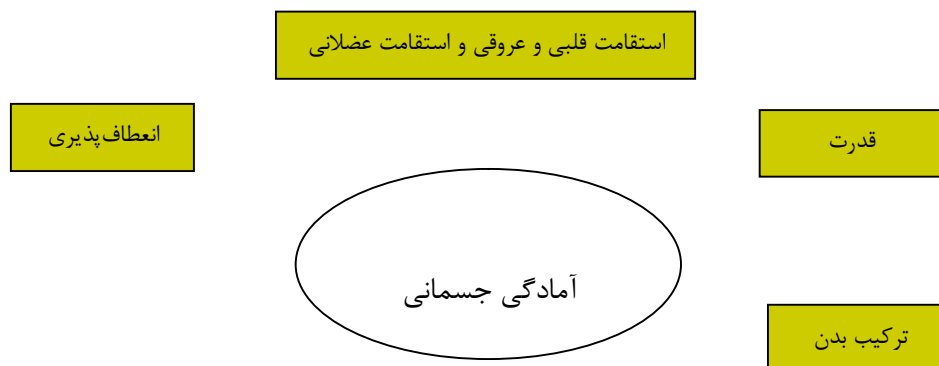 استقامت قلبی و عروقی و استقامت عضلانی
قدرت
انعطاف‌پذیری
آمادگی جسمانی
ترکیب بدن